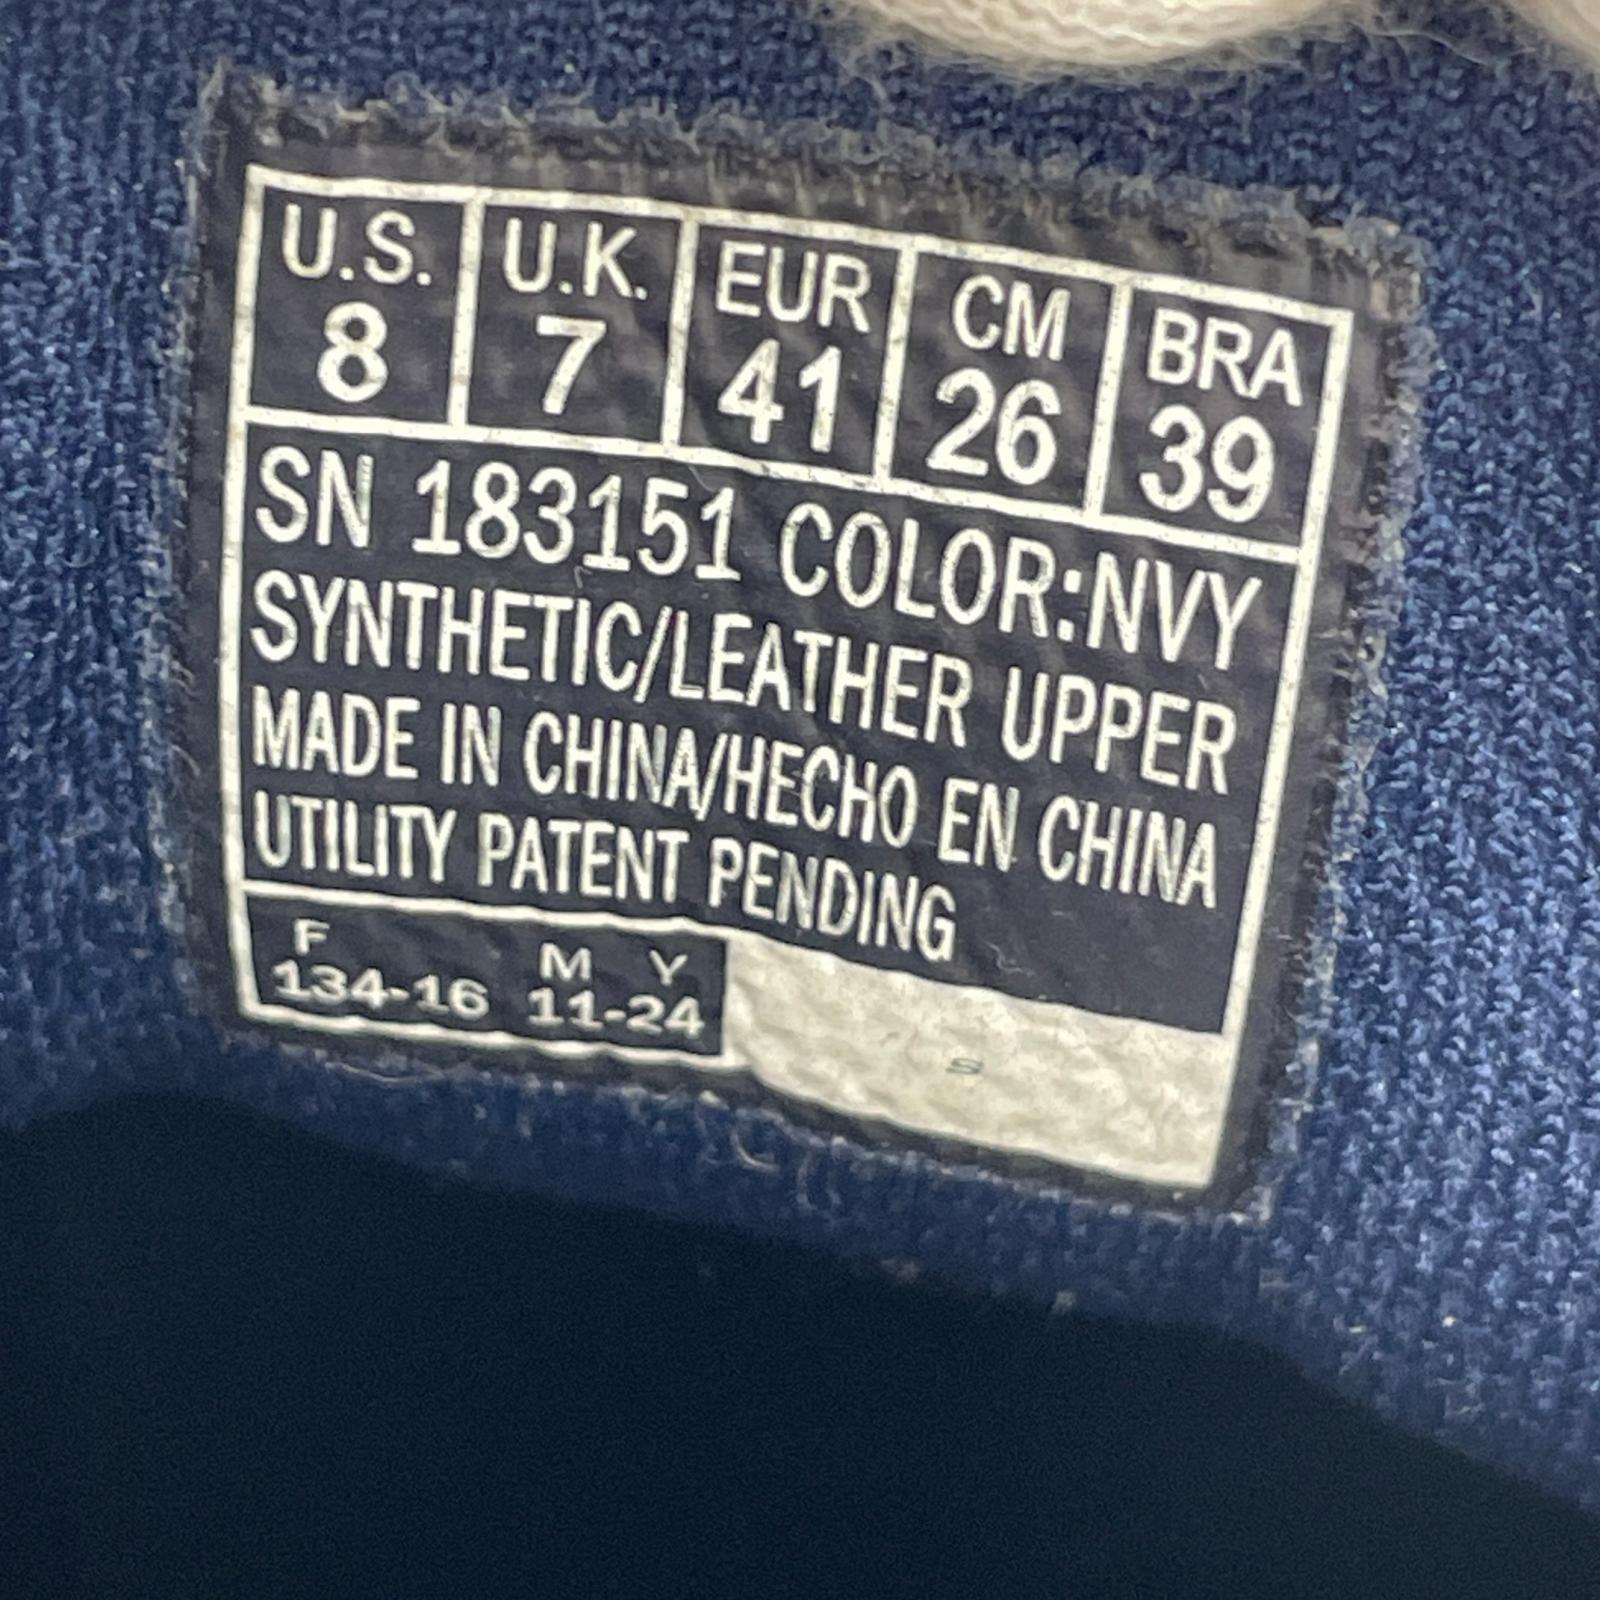 U.S. U.K. EUR CM BRA
8 7 41 26 39
SN 183151 COLOR:NVY
SYNTHETIC/LEATHER UPPER
MADE IN CHINA/HECHO EN CHINA
UTILITY PATENT PENDING
F M Y
134-16 11-24
S